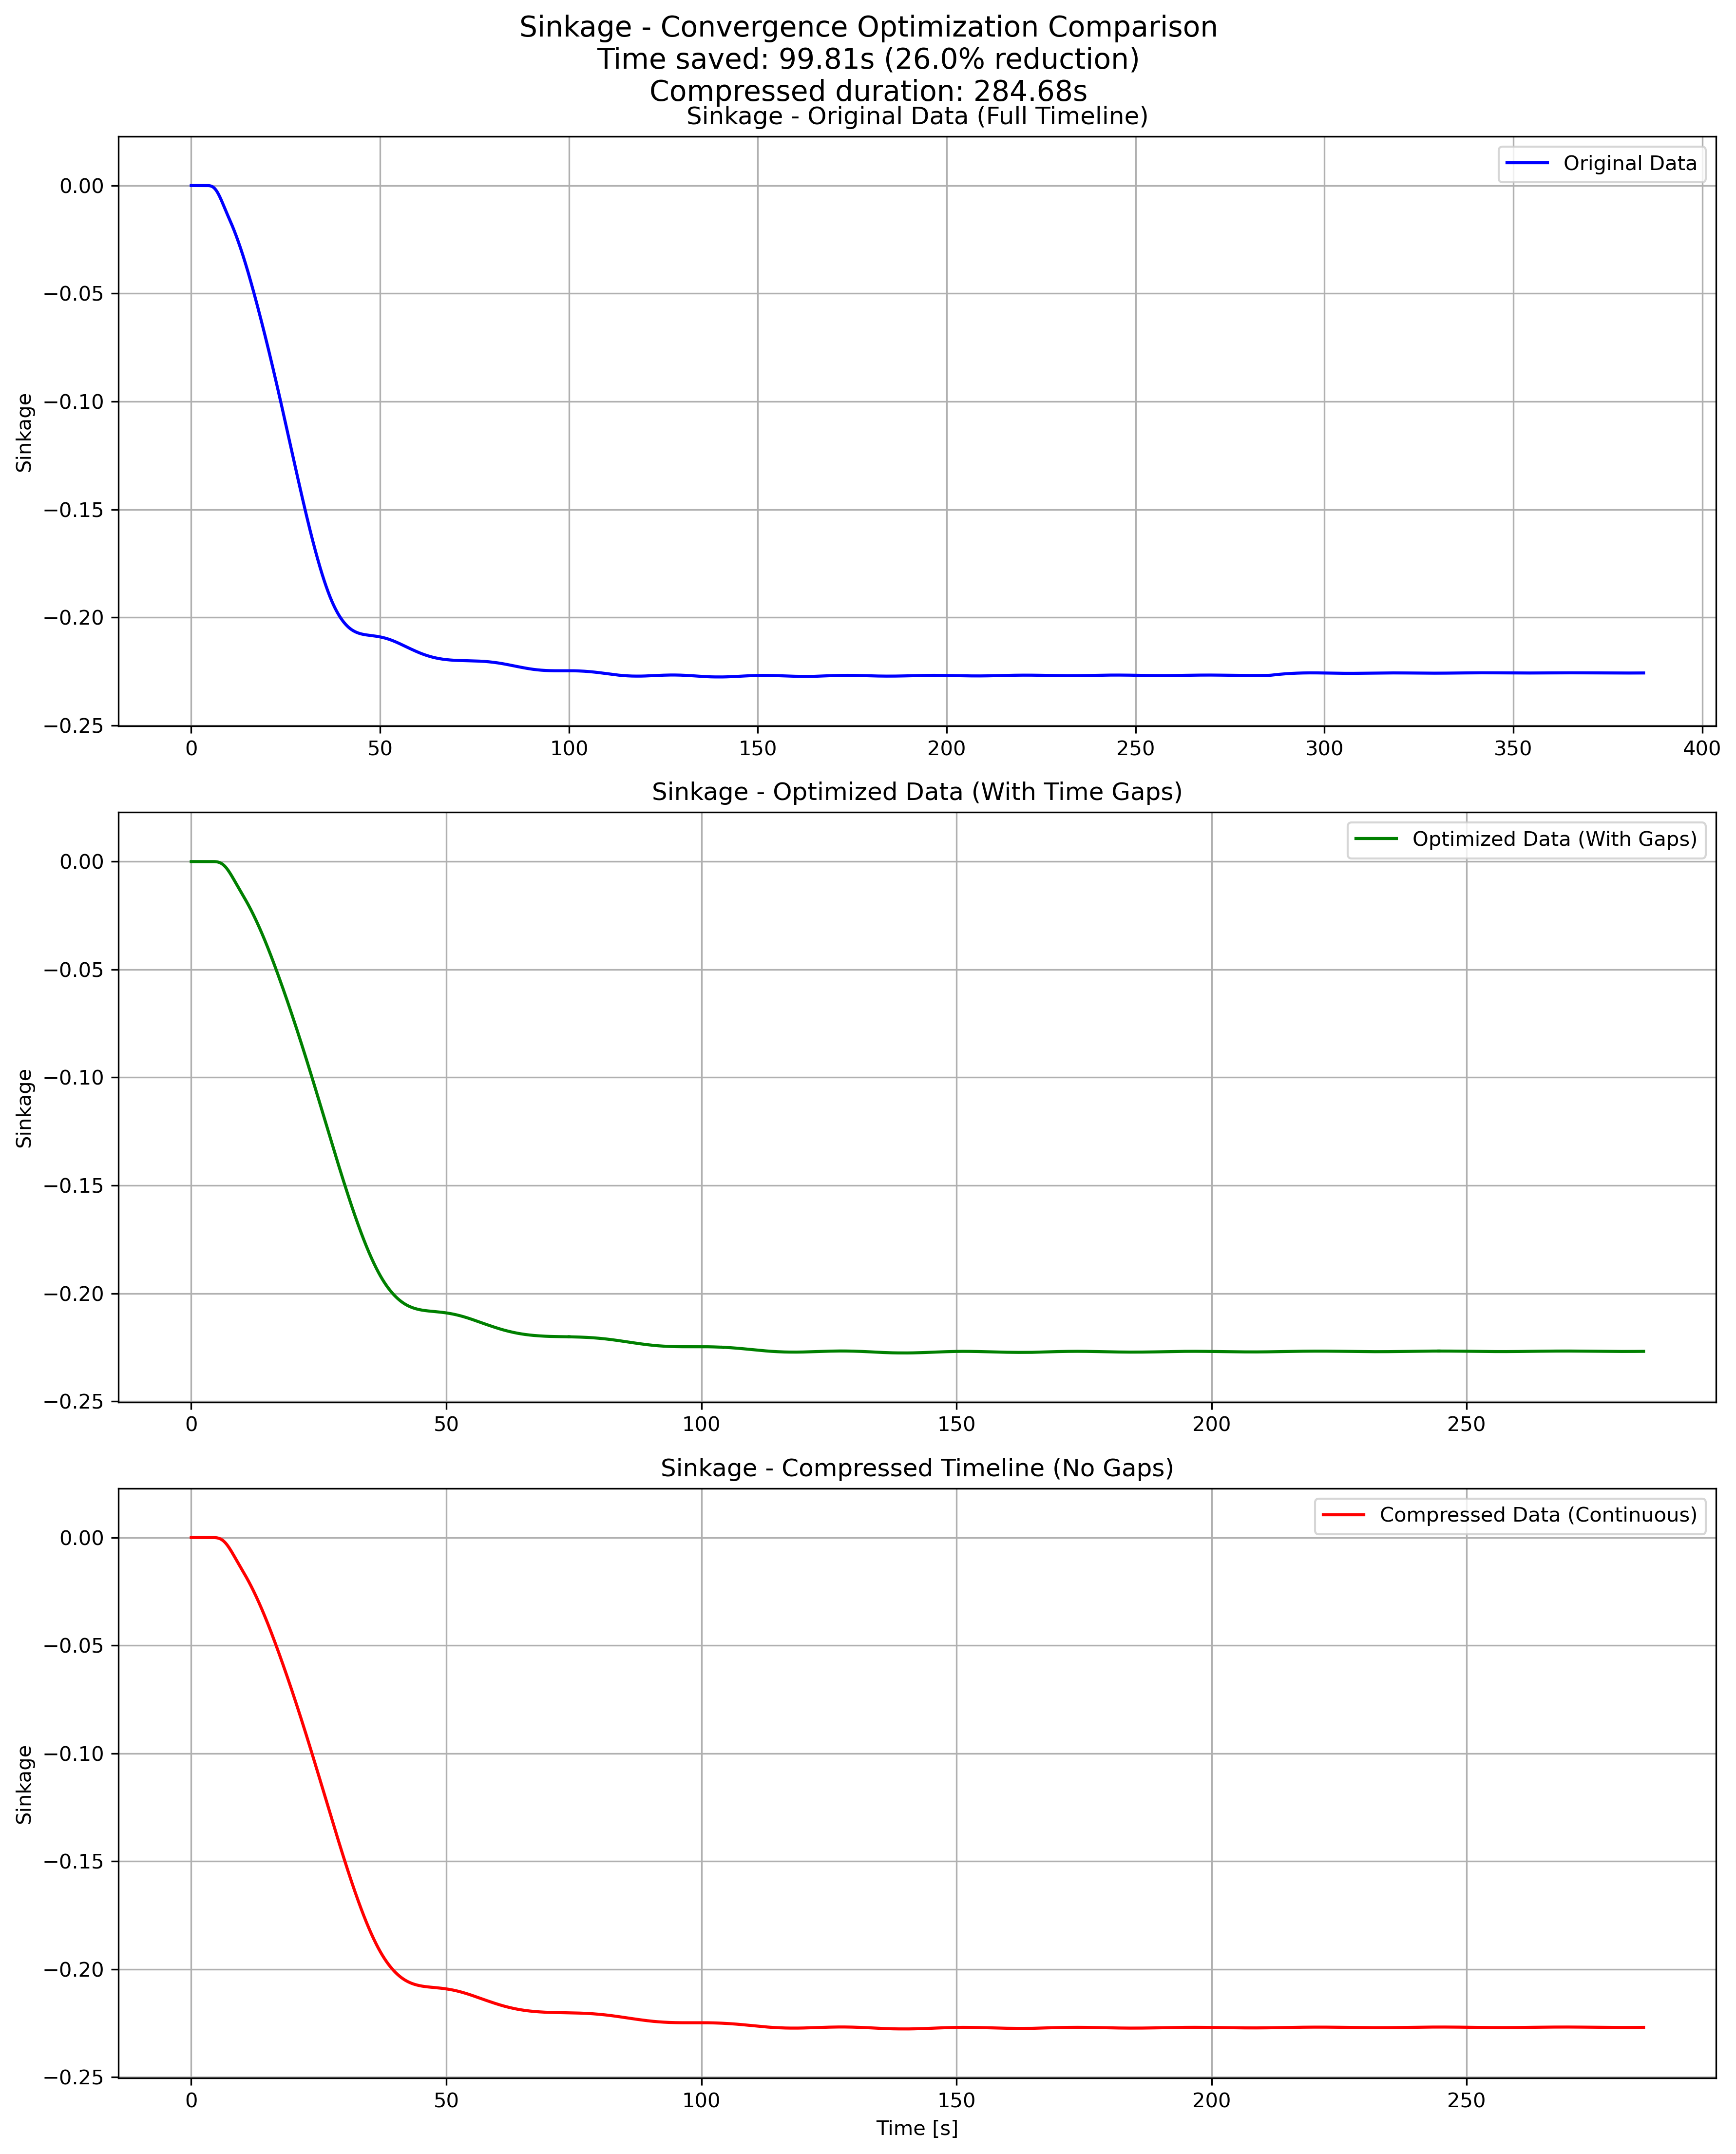 Sinkage - Convergence Optimization Comparison
Time saved: 99.81s (26.0% reduction)
Compressed duration: 284.68s
Sinkage - Original Data (Full Timeline)
Original Data
0.00
−0.05
−0.10
−0.15
−0.20
−0.25
Sinkage
0 50 100 150 200 250 300 350 400
Sinkage - Optimized Data (With Time Gaps)
Optimized Data (With Gaps)
0.00
−0.05
−0.10
−0.15
−0.20
−0.25
Sinkage
0 50 100 150 200 250
Sinkage - Compressed Timeline (No Gaps)
Compressed Data (Continuous)
0.00
−0.05
−0.10
−0.15
−0.20
−0.25
Sinkage
0 50 100 150 200 250
Time [s]